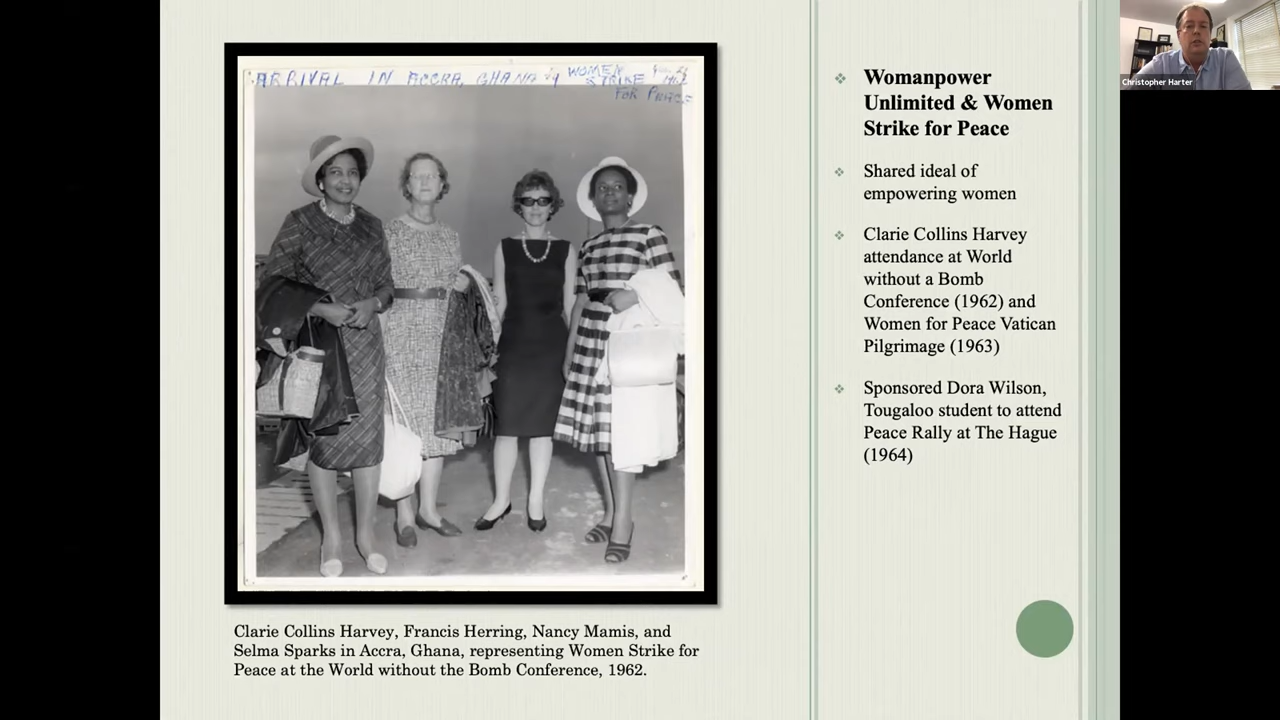 ARRIVAL IN ACCRA, GHANA
WOMEN
STRIKE
FOR PEACE
Clarie Collins Harvey, Francis Herring, Nancy Mamis, and
Selma Sparks in Accra, Ghana, representing Women Strike for
Peace at the World without the Bomb Conference, 1962.
Womanpower
Unlimited & Women
Strike for Peace
Shared ideal of
empowering women
Clarie Collins Harvey
attendance at World
without a Bomb
Conference (1962) and
Women for Peace Vatican
Pilgrimage (1963)
Sponsored Dora Wilson,
Tougaloo student to attend
Peace Rally at The Hague
(1964)
Christopher Harter